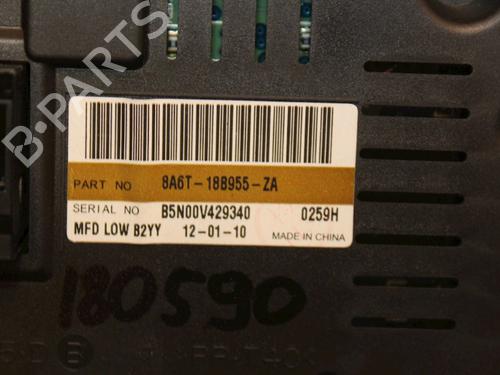 B-PARTS
PART NO 8A6T-18B955-ZA
SERIAL NO B5N00V429340 0259H
MFD LOW B2YY 12-01-10 MADE IN CHINA
180590